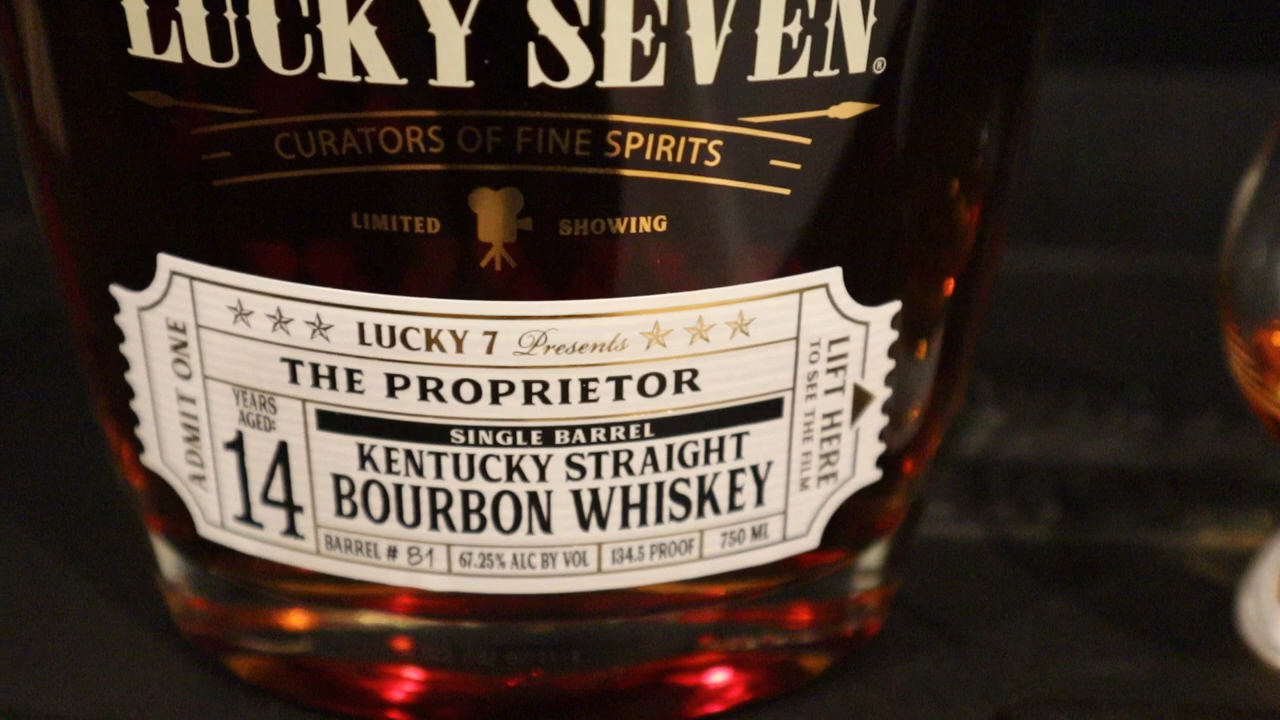 LUCKY SEVEN®
CURATORS OF FINE SPIRITS
LIMITED SHOWING
ADMIT ONE
LUCKY 7 Presents
THE PROPRIETOR
YEARS
AGED:
14
SINGLE BARREL
KENTUCKY STRAIGHT
BOURBON WHISKEY
BARREL # 81
67.25% ALC BY VOL
134.5 PROOF
750 ML
LIFT HERE
TO SEE THE FILM